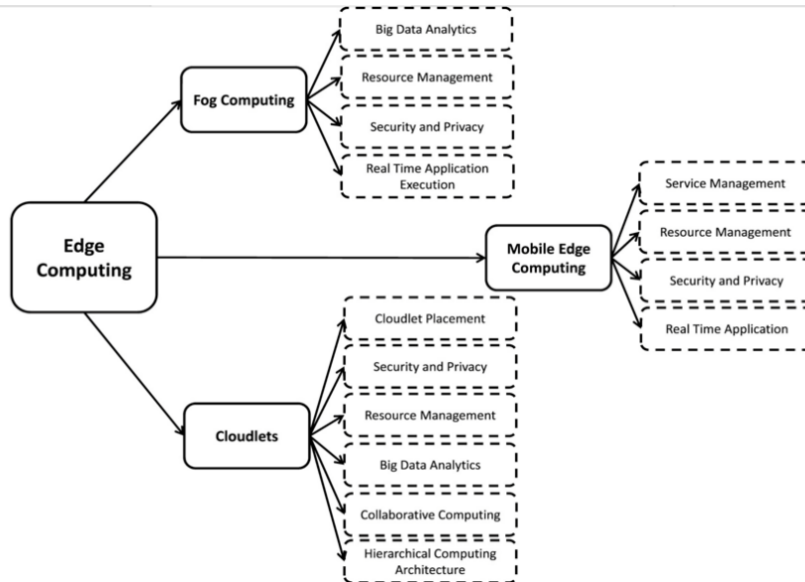 Big Data Analytics
Resource Management
Fog Computing
Security and Privacy
Real Time Application
Execution
Edge
Computing
Mobile Edge
Computing
Service Management
Resource Management
Security and Privacy
Real Time Application
Cloudlets
Cloudlet Placement
Security and Privacy
Resource Management
Big Data Analytics
Collaborative Computing
Hierarchical Computing
Architecture